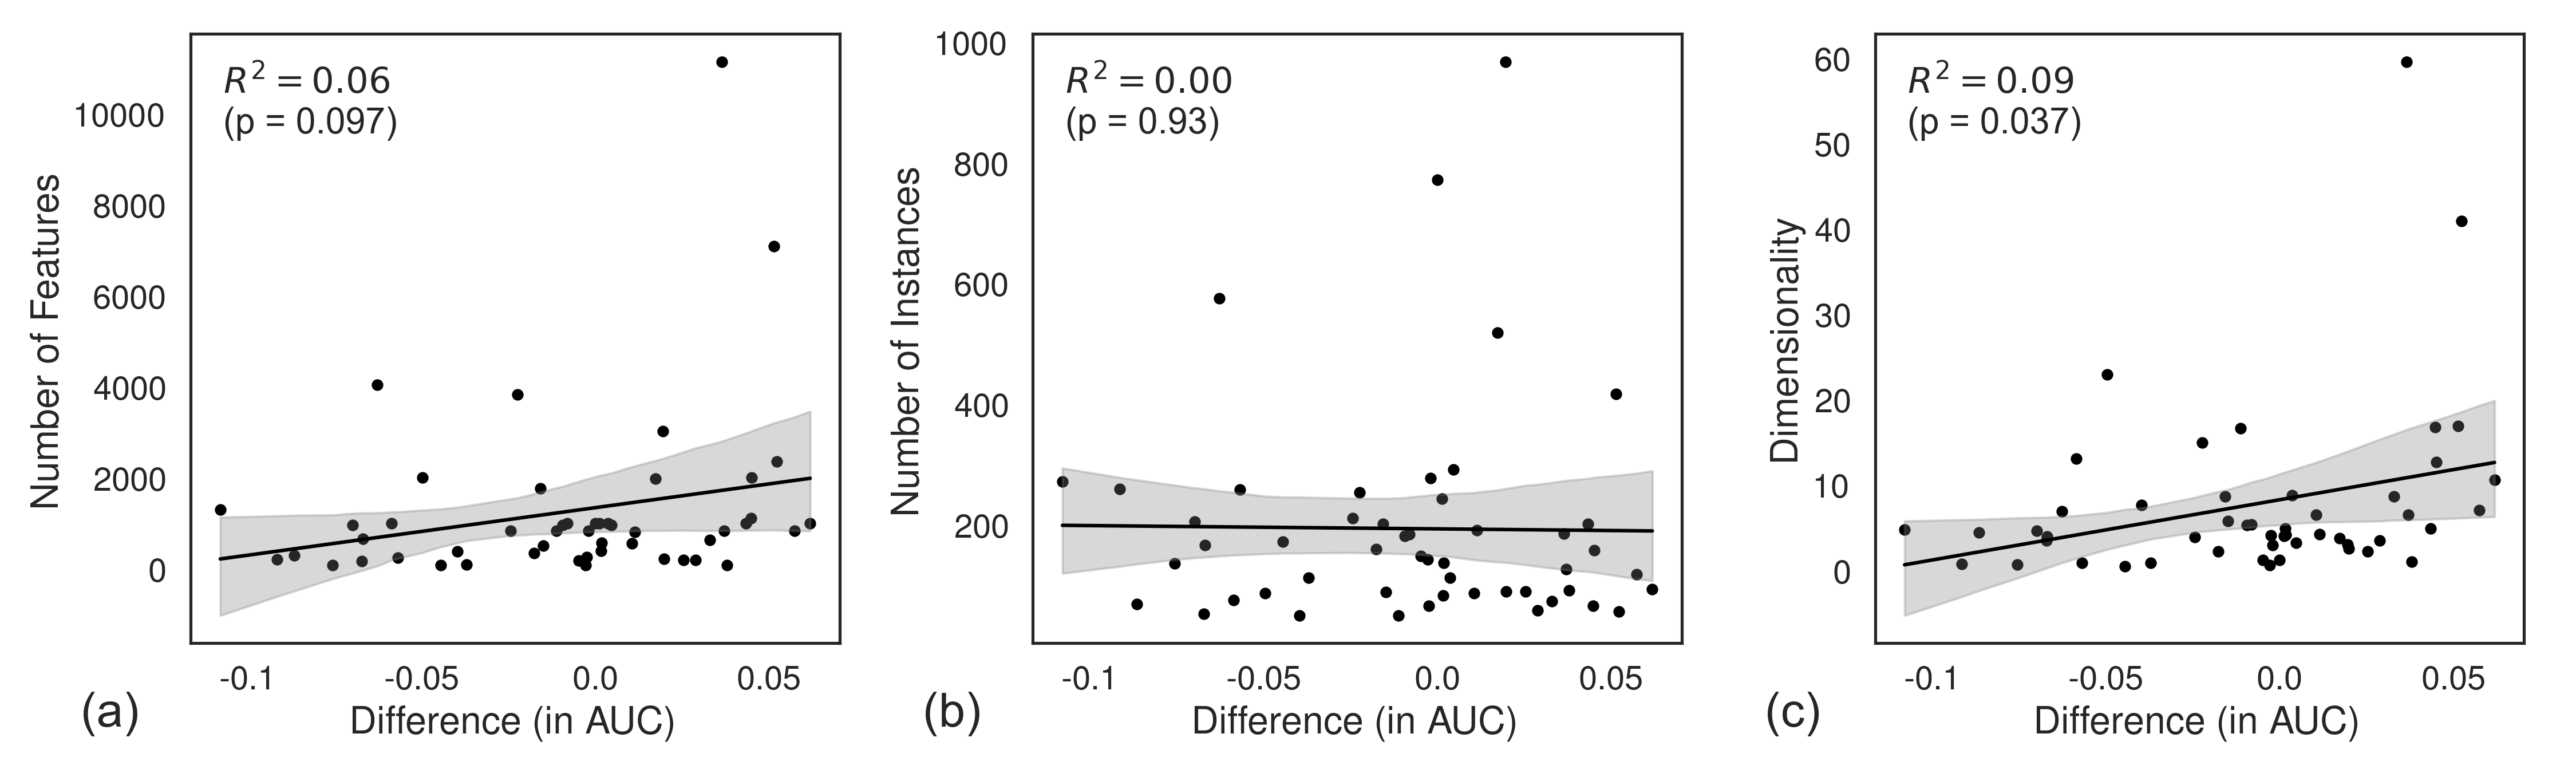 R² = 0.06
(p = 0.097)
10000
8000
6000
4000
2000
0
Number of Features
-0.1 -0.05 0.0 0.05
Difference (in AUC)
(a)
R² = 0.00
(p = 0.93)
1000
800
600
400
200
Number of Instances
-0.1 -0.05 0.0 0.05
Difference (in AUC)
(b)
R² = 0.09
(p = 0.037)
60
50
40
30
20
10
0
Dimensionality
-0.1 -0.05 0.0 0.05
Difference (in AUC)
(c)